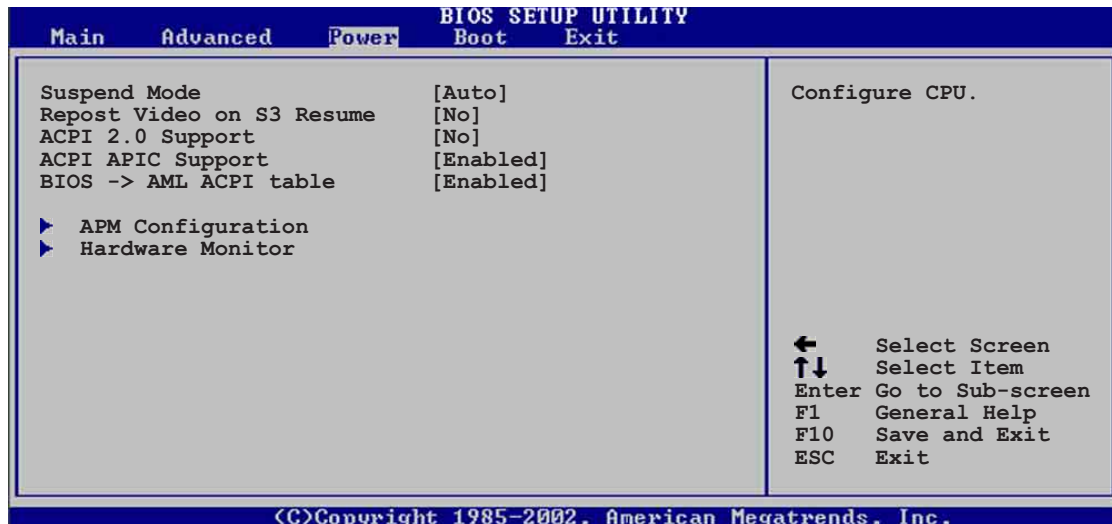 BIOS SETUP UTILITY
Main Advanced Power Boot Exit
Suspend Mode [Auto]
Repost Video on S3 Resume [No]
ACPI 2.0 Support [No]
ACPI APIC Support [Enabled]
BIOS -> AML ACPI table [Enabled]
APM Configuration
Hardware Monitor
Configure CPU.
← Select Screen
↑↓ Select Item
Enter Go to Sub-screen
F1 General Help
F10 Save and Exit
ESC Exit
(C)Copyright 1985-2002, American Megatrends, Inc.